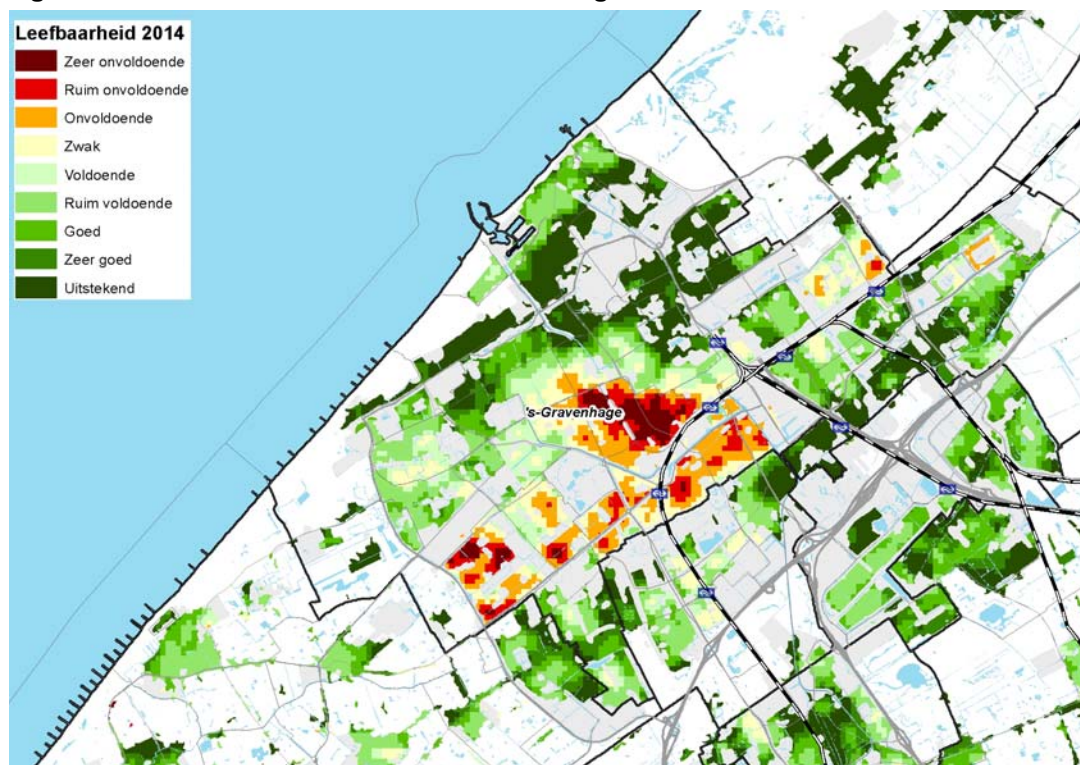 Leefbaarheid 2014
Zeer onvoldoende
Ruim onvoldoende
Onvoldoende
Zwak
Voldoende
Ruim voldoende
Goed
Zeer goed
Uitstekend
's-Gravenhage